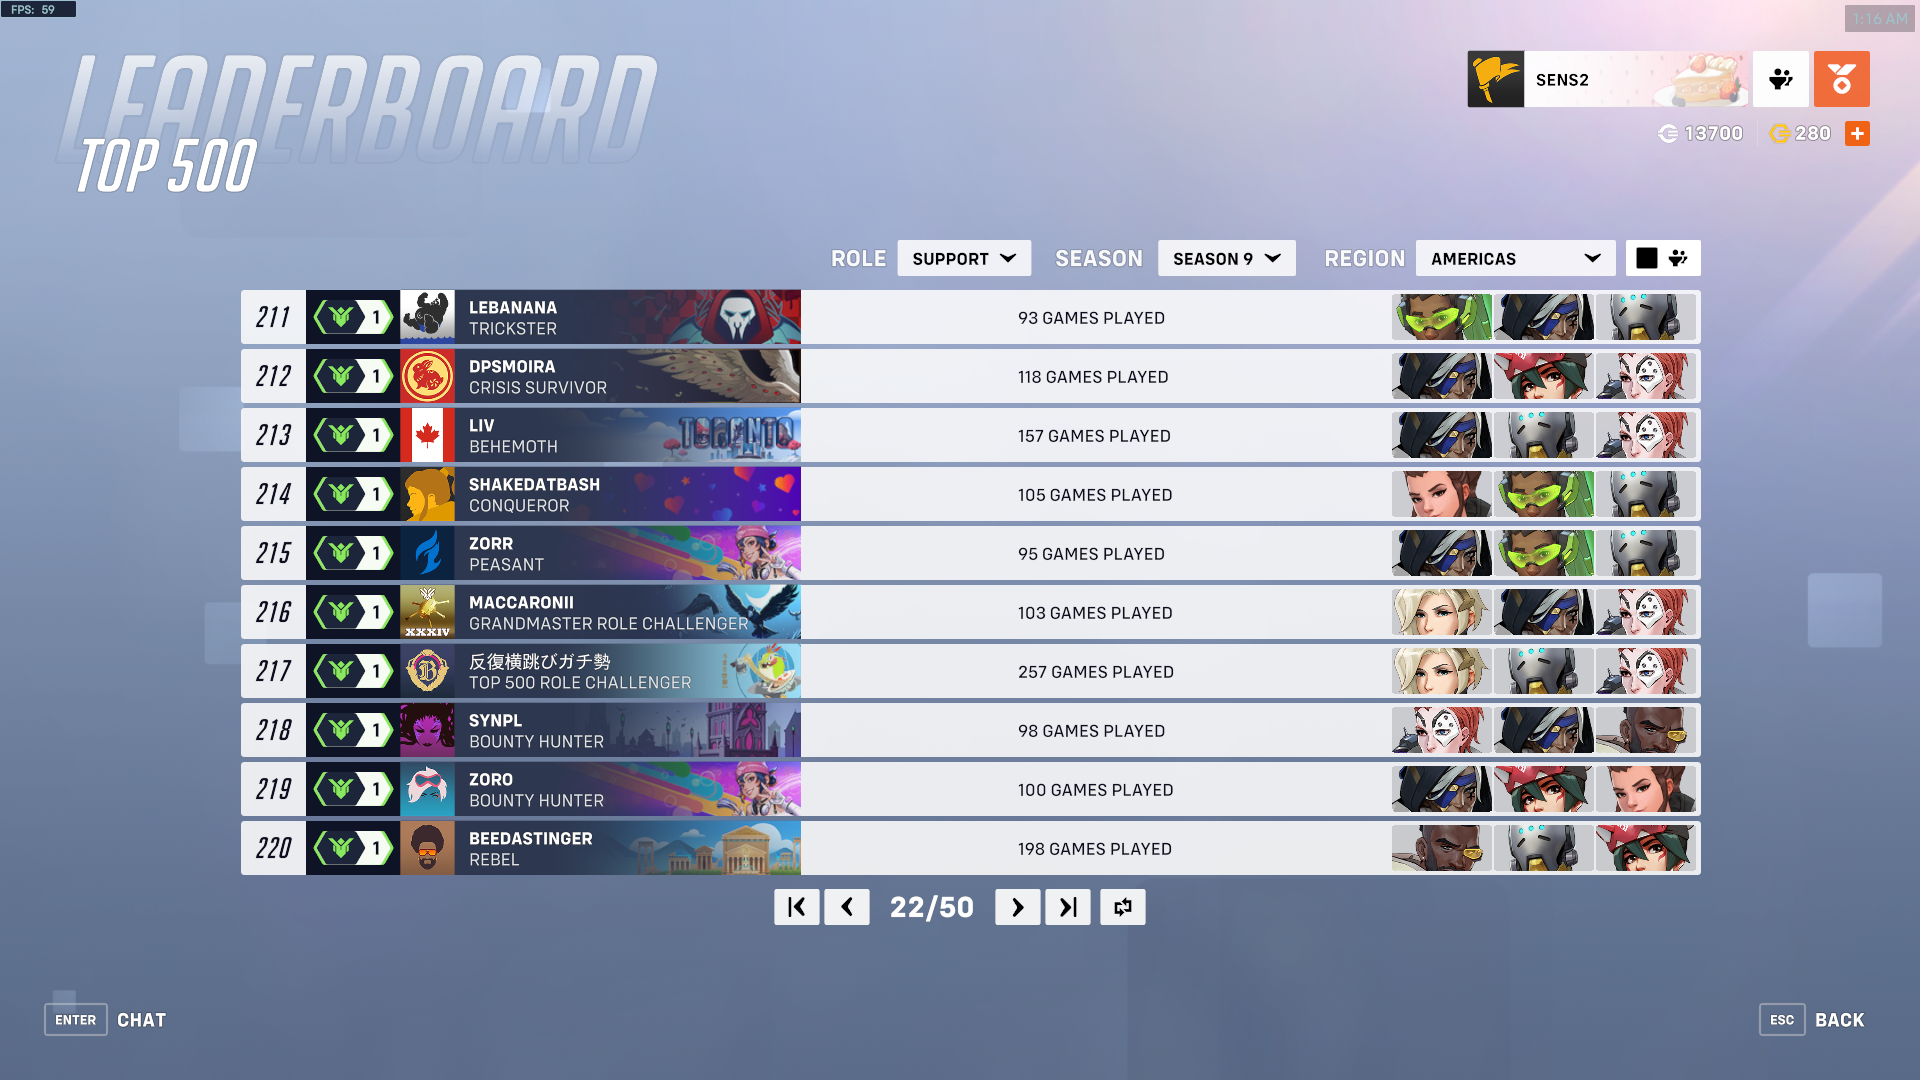 FPS: 59
1:16 AM
LEADERBOARD
TOP 500
SENS2
13700
280
ROLE SUPPORT SEASON SEASON 9 REGION AMERICAS
211 1 LEBANANA TRICKSTER 93 GAMES PLAYED
212 1 DPSMOIRA CRISIS SURVIVOR 118 GAMES PLAYED
213 1 LIV BEHEMOTH TORONTO 157 GAMES PLAYED
214 1 SHAKEDATBASH CONQUEROR 105 GAMES PLAYED
215 1 ZORR PEASANT 95 GAMES PLAYED
216 1 XXXIV MACCARONII GRANDMASTER ROLE CHALLENGER 103 GAMES PLAYED
217 1 B 反復横跳びガチ勢 TOP 500 ROLE CHALLENGER 257 GAMES PLAYED
218 1 SYNPL BOUNTY HUNTER 98 GAMES PLAYED
219 1 ZORO BOUNTY HUNTER 100 GAMES PLAYED
220 1 BEEDASTINGER REBEL 198 GAMES PLAYED
22/50
ENTER CHAT
ESC BACK